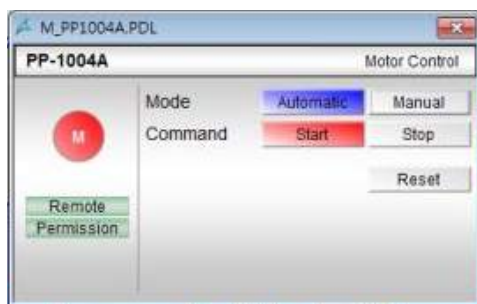 M_PP1004A.PDL
PP-1004A Motor Control
Mode Automatic Manual
M
Command Start Stop
Reset
Remote
Permission